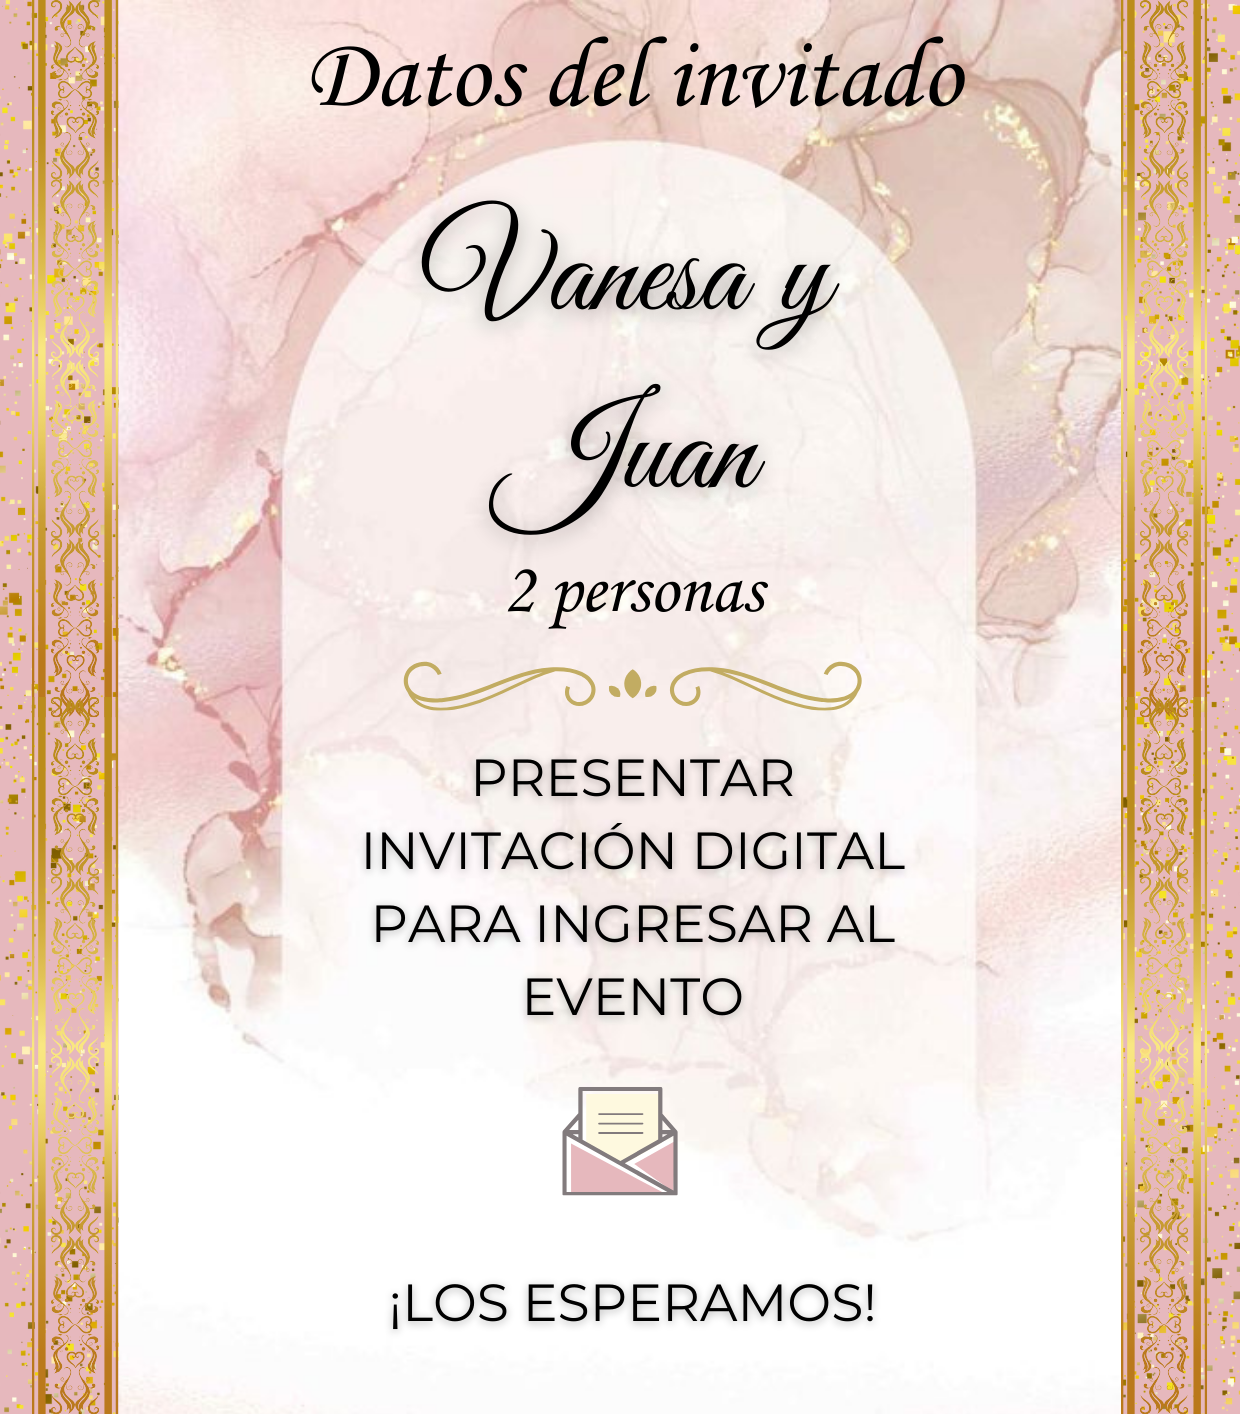 Datos del invitado
Vanesa y
Juan
2 personas
PRESENTAR
INVITACIÓN DIGITAL
PARA INGRESAR AL
EVENTO
¡LOS ESPERAMOS!